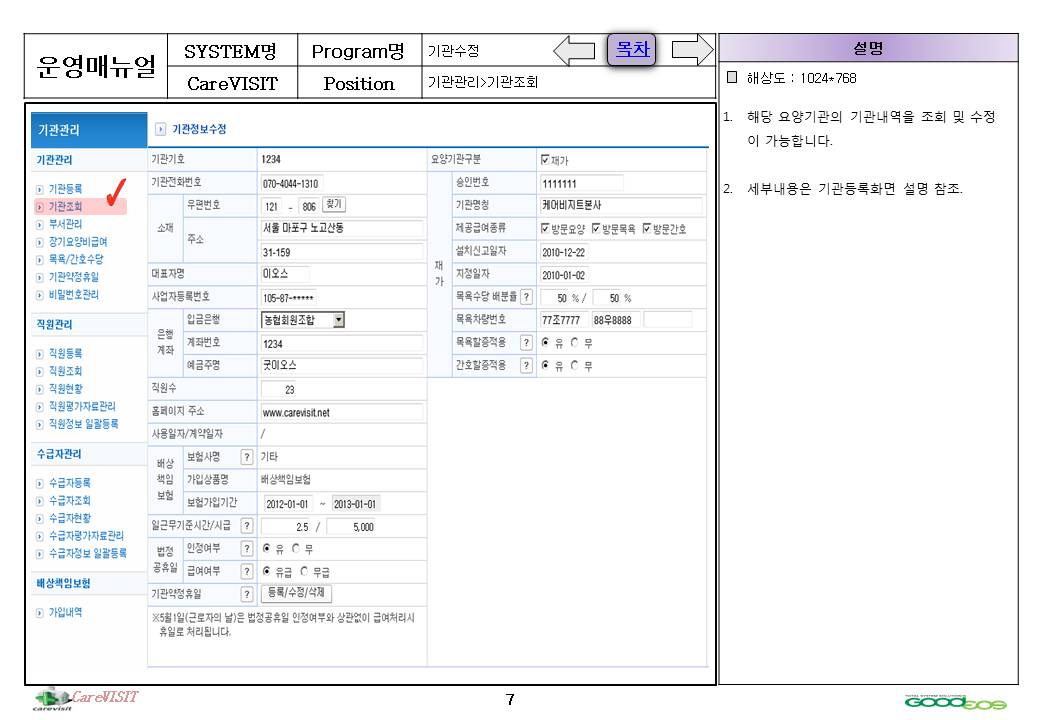 운영매뉴얼
SYSTEM명
Program명
기관수정
목차
CareVISIT
Position
기관관리>기관조회
설명
해상도 : 1024*768
1. 해당 요양기관의 기관내역을 조회 및 수정
이 가능합니다.
2. 세부내용은 기관등록화면 설명 참조.
기관관리
기관관리
기관등록
기관조회
부서관리
장기요양비급여
목욕/간호수당
기관약정휴일
비밀번호관리
직원관리
직원등록
직원조회
직원현황
직원평가자료관리
직원정보 일괄등록
수급자관리
수급자등록
수급자조회
수급자현황
수급자평가자료관리
수급자정보 일괄등록
배상책임보험
가입내역
기관정보수정
기관기호 1234
기관전화번호 070-4044-1310
소재
우편번호 121 - 806 찾기
주소 서울 마포구 노고산동
31-159
대표자명 이오스
사업자등록번호 105-87-*****
은행
계좌
입금은행 농협회원조합
계좌번호 1234
예금주명 굿이오스
직원수 23
홈페이지 주소 www.carevisit.net
사용일자/계약일자 /
배상
책임
보험
보험사명 ? 기타
가입상품명 배상책임보험
보험가입기간 2012-01-01 ~ 2013-01-01
일근무기준시간/시급 ? 2.5 / 5,000
법정
공휴일
인정여부 ? 유 무
급여여부 ? 유급 무급
기관약정휴일 ? 등록/수정/삭제
※5월1일(근로자의 날)은 법정공휴일 인정여부와 상관없이 급여처리시
휴일로 처리됩니다.
요양기관구분 재가
재
가
승인번호 1111111
기관명칭 케어비지트본사
제공급여종류 방문요양 방문목욕 방문간호
설치신고일자 2010-12-22
지정일자 2010-01-02
목욕수당 배분율 ? 50 % / 50 %
목욕차량번호 77조7777 88우8888
목욕할증적용 ? 유 무
간호할증적용 ? 유 무
CareVISIT
carevisit
7
TOTAL SYSTEM SOLUTION
GOODEOS